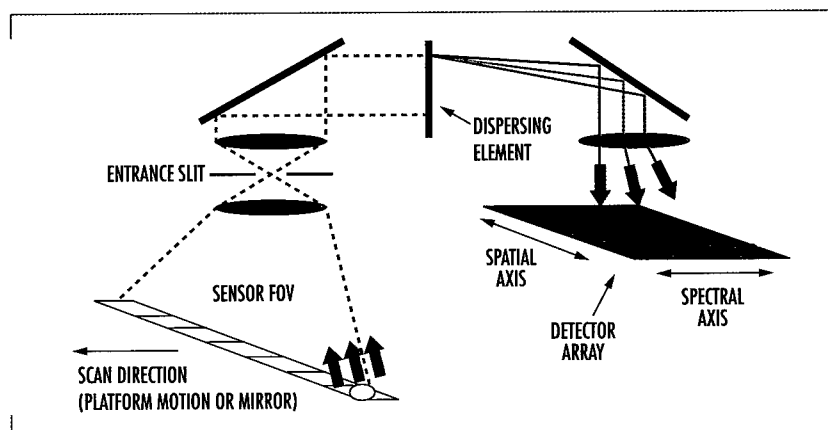 DISPERSING
ELEMENT
ENTRANCE SLIT
SENSOR FOV
SPATIAL
AXIS
SPECTRAL
AXIS
DETECTOR
ARRAY
SCAN DIRECTION
(PLATFORM MOTION OR MIRROR)